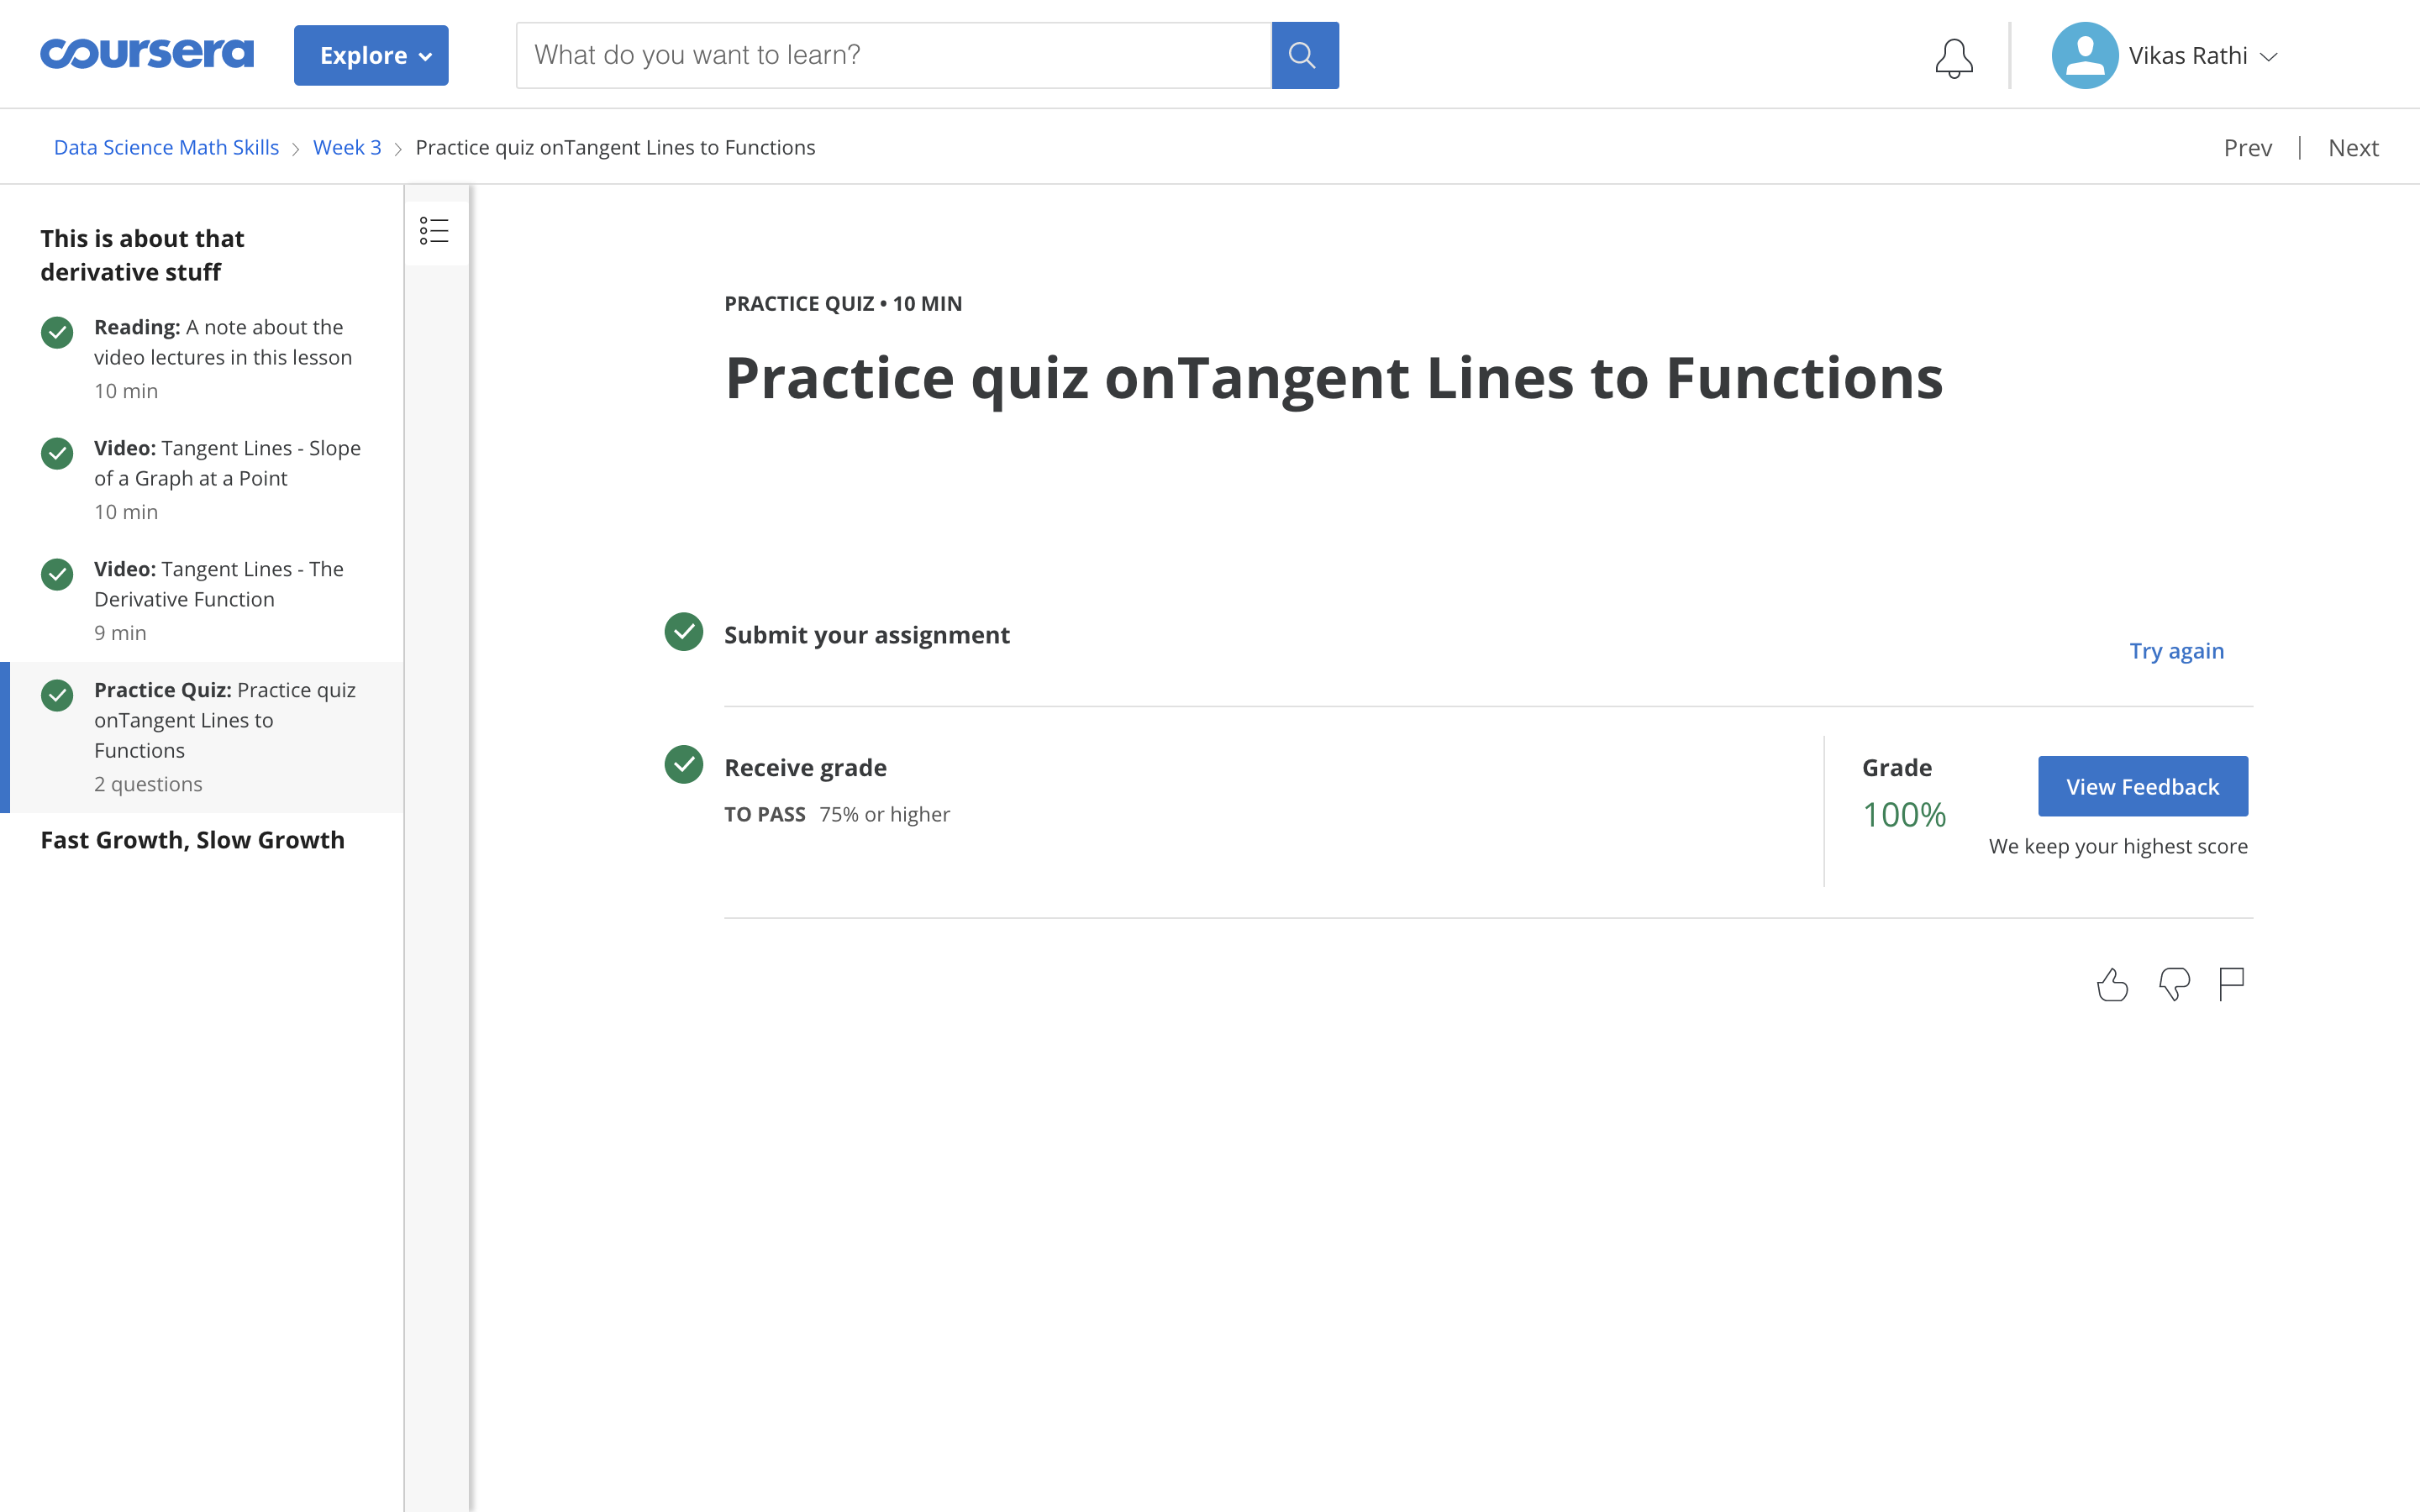 coursera
Explore
What do you want to learn?
Vikas Rathi
Data Science Math Skills
Week 3
Practice quiz onTangent Lines to Functions
Prev
Next
This is about that
derivative stuff
Reading: A note about the
video lectures in this lesson
10 min
Video: Tangent Lines - Slope
of a Graph at a Point
10 min
Video: Tangent Lines - The
Derivative Function
9 min
Practice Quiz: Practice quiz
onTangent Lines to
Functions
2 questions
Fast Growth, Slow Growth
PRACTICE QUIZ • 10 MIN
Practice quiz onTangent Lines to Functions
Submit your assignment
Try again
Receive grade
TO PASS 75% or higher
Grade
100%
View Feedback
We keep your highest score